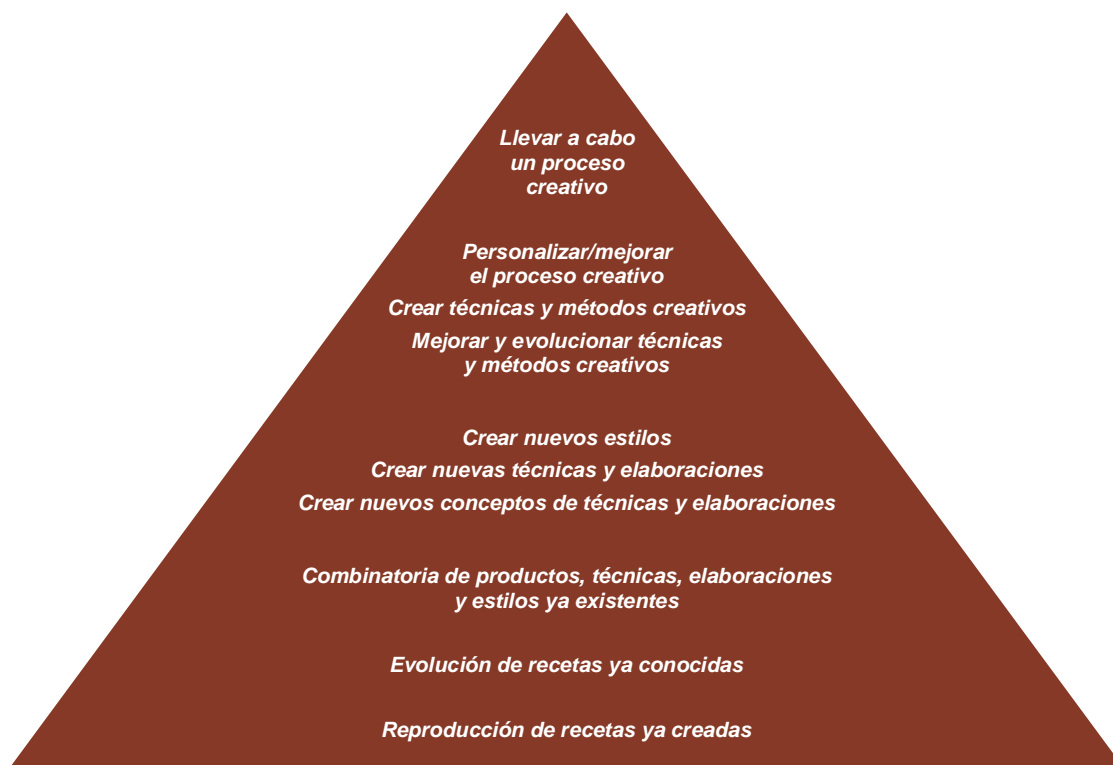 Llevar a cabo
un proceso
creativo
Personalizar/mejorar
el proceso creativo
Crear técnicas y métodos creativos
Mejorar y evolucionar técnicas
y métodos creativos
Crear nuevos estilos
Crear nuevas técnicas y elaboraciones
Crear nuevos conceptos de técnicas y elaboraciones
Combinatoria de productos, técnicas, elaboraciones
y estilos ya existentes
Evolución de recetas ya conocidas
Reproducción de recetas ya creadas